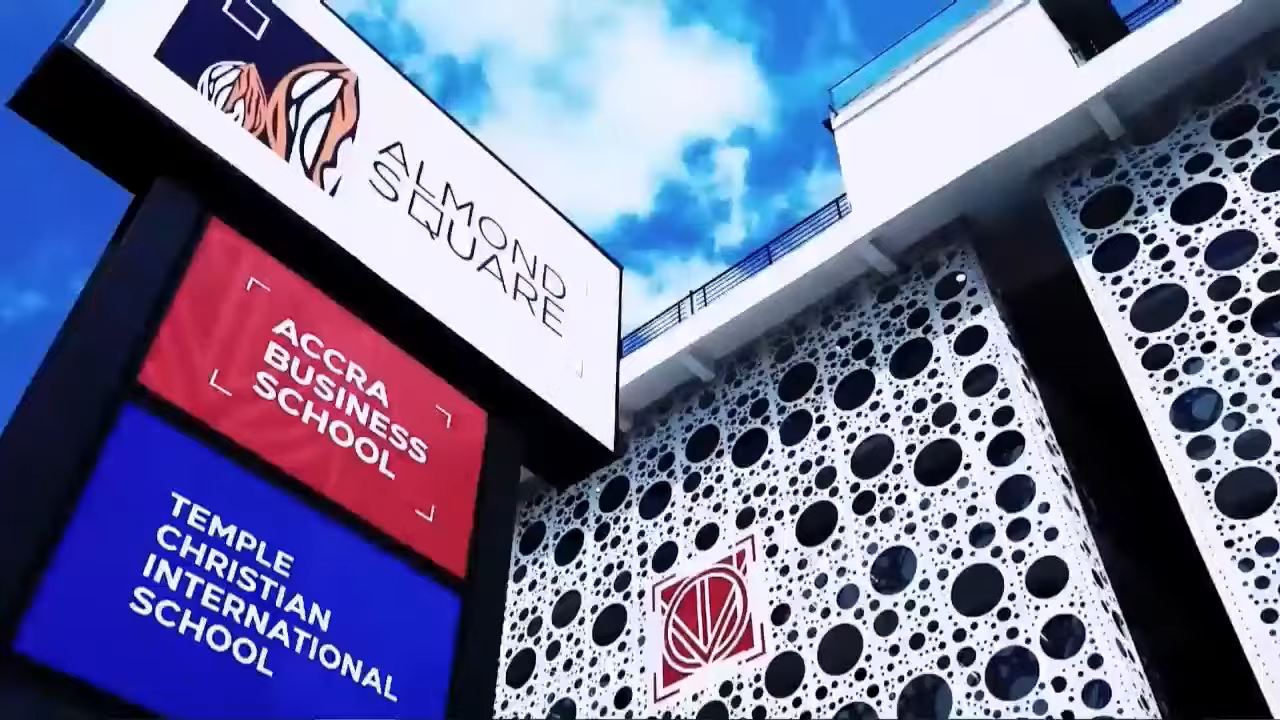 ALMOND
SQUARE
ACCRA
BUSINESS
SCHOOL
TEMPLE
CHRISTIAN
INTERNATIONAL
SCHOOL